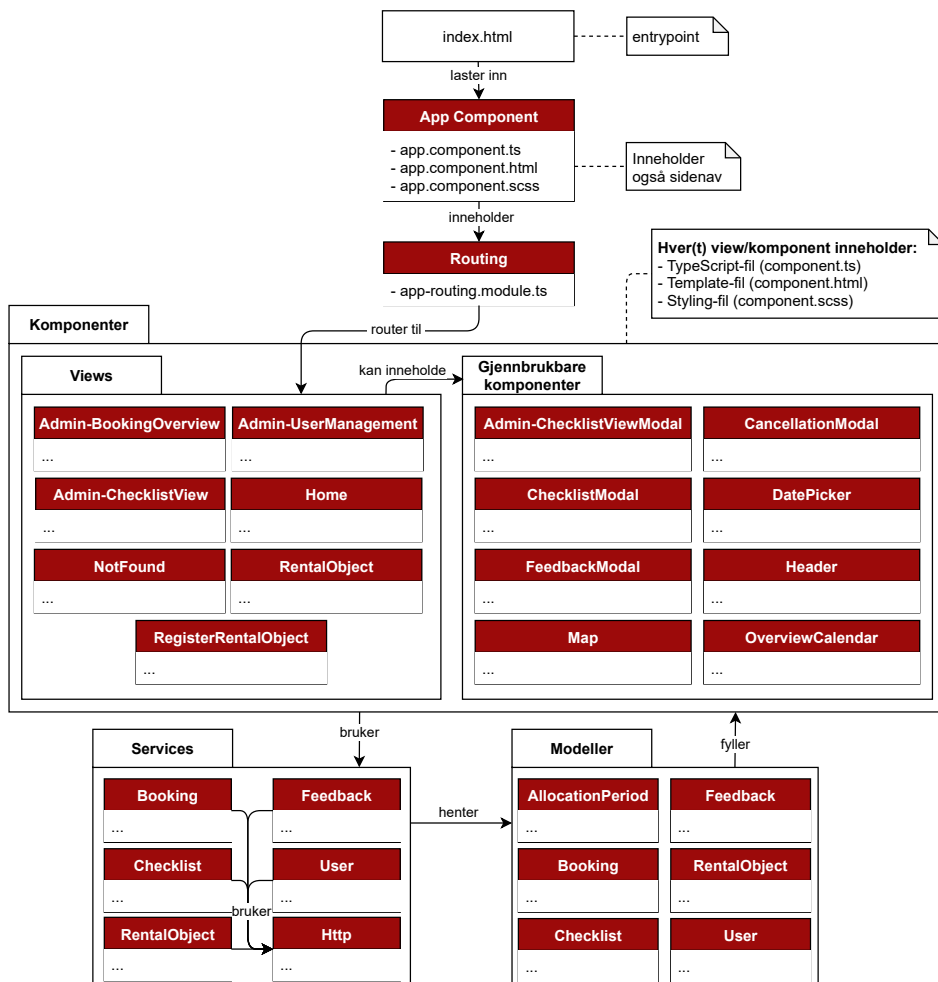 index.html
entrypoint
laster inn
App Component
- app.component.ts
- app.component.html
- app.component.scss
Inneholder
også sidenav
inneholder
Routing
- app-routing.module.ts
Hver(t) view/komponent inneholder:
- TypeScript-fil (component.ts)
- Template-fil (component.html)
- Styling-fil (component.scss)
Komponenter
router til
Views
kan inneholde
Gjennbrukbare
komponenter
Admin-BookingOverview
...
Admin-UserManagement
...
Admin-ChecklistView
...
Home
...
NotFound
...
RentalObject
...
RegisterRentalObject
...
Admin-ChecklistViewModal
...
CancellationModal
...
ChecklistModal
...
DatePicker
...
FeedbackModal
...
Header
...
Map
...
OverviewCalendar
...
bruker
fyller
Services
Booking
...
Feedback
...
Checklist
...
User
...
bruker
RentalObject
...
Http
...
henter
Modeller
AllocationPeriod
...
Feedback
...
Booking
...
RentalObject
...
Checklist
...
User
...